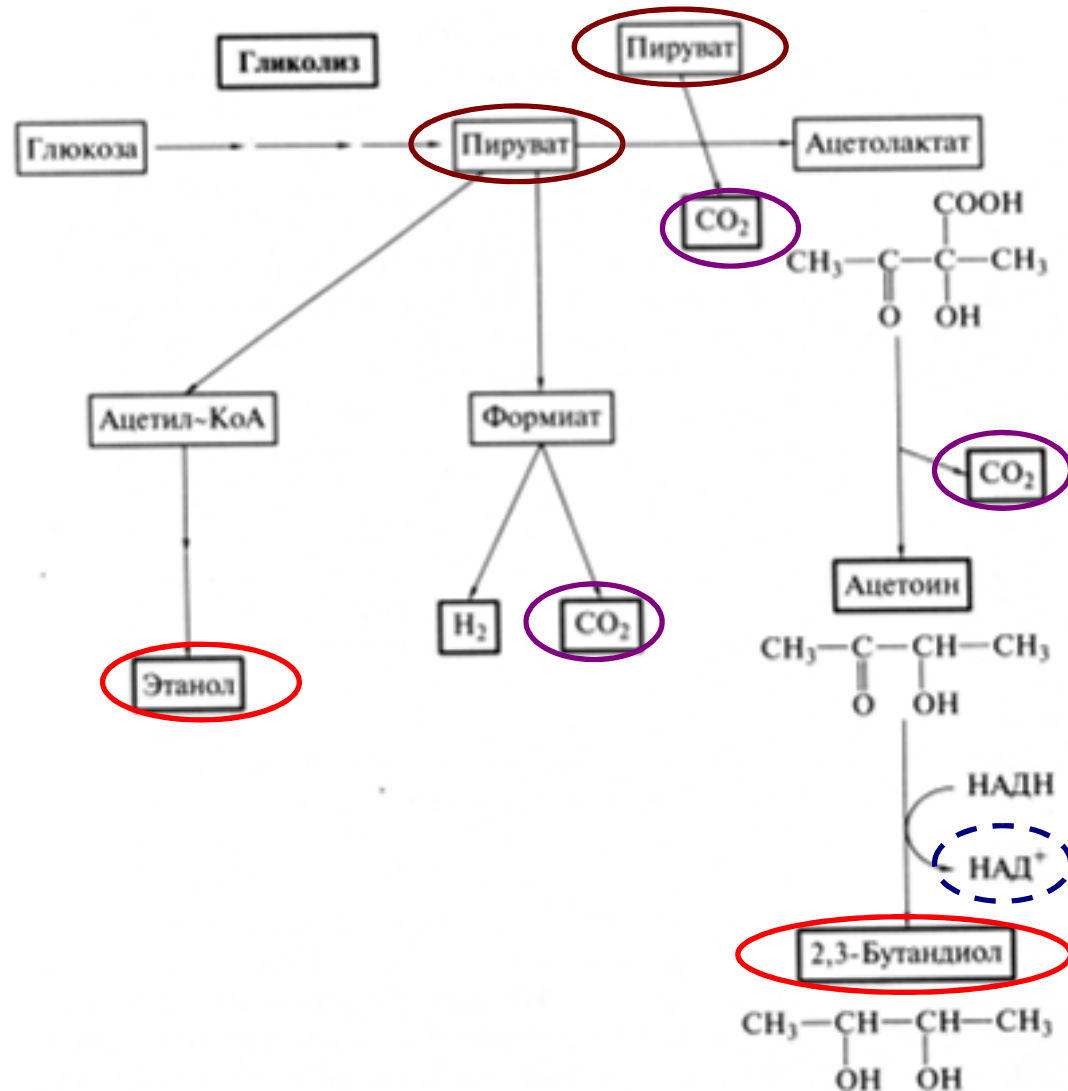 Гликолиз
Пируват
Глюкоза
Пируват
Ацетолактат
CO₂
COOH
CH₃—C—C—CH₃
O OH
Ацетил~КоА
Формиат
CO₂
Ацетоин
H₂
CO₂
CH₃—C—CH—CH₃
O OH
Этанол
НАДН
НАД⁺
2,3-Бутандиол
CH₃—CH—CH—CH₃
OH OH